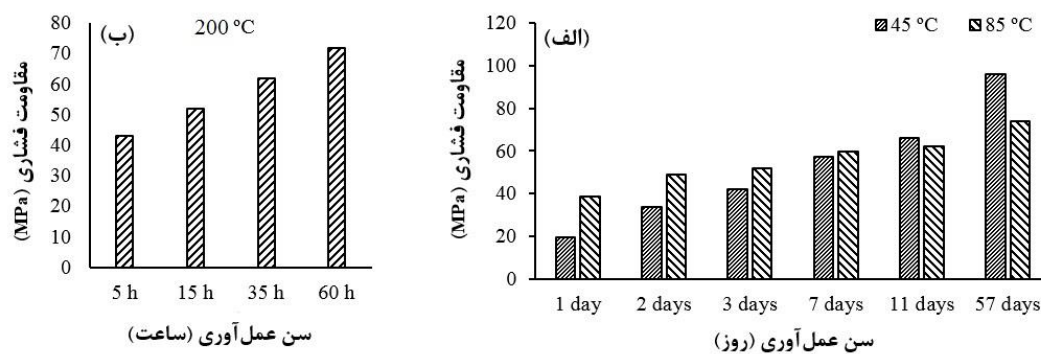 (الف)
45 °C
85 °C
مقاومت فشاری (MPa)
120
100
80
60
40
20
0
1 day
2 days
3 days
7 days
11 days
57 days
سن عمل‌آوری (روز)
(ب)
200 °C
مقاومت فشاری (MPa)
80
70
60
50
40
30
20
10
0
5 h
15 h
35 h
60 h
سن عمل‌آوری (ساعت)